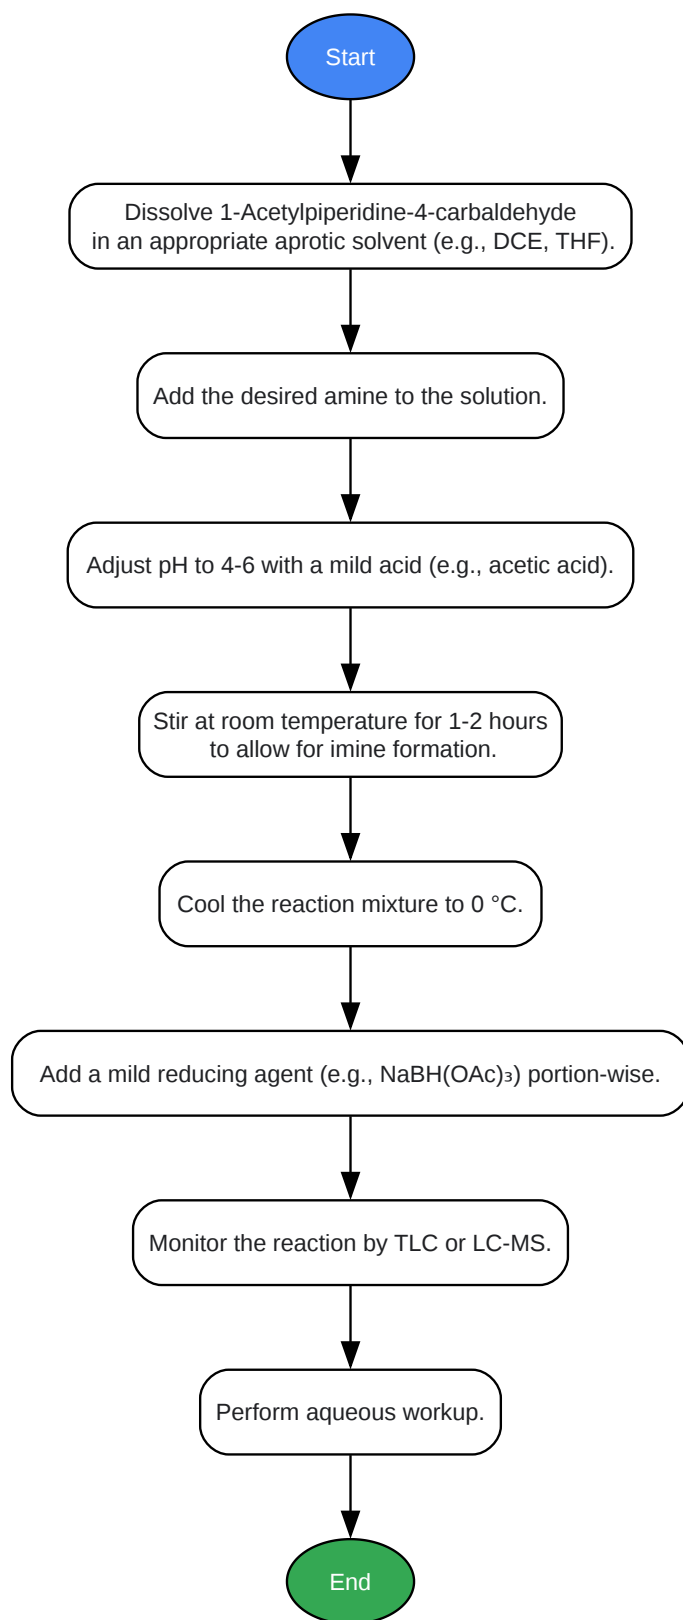 Start
Dissolve 1-Acetylpiperidine-4-carbaldehyde
in an appropriate aprotic solvent (e.g., DCE, THF).
Add the desired amine to the solution.
Adjust pH to 4-6 with a mild acid (e.g., acetic acid).
Stir at room temperature for 1-2 hours
to allow for imine formation.
Cool the reaction mixture to 0 °C.
Add a mild reducing agent (e.g., NaBH(OAc)₃) portion-wise.
Monitor the reaction by TLC or LC-MS.
Perform aqueous workup.
End